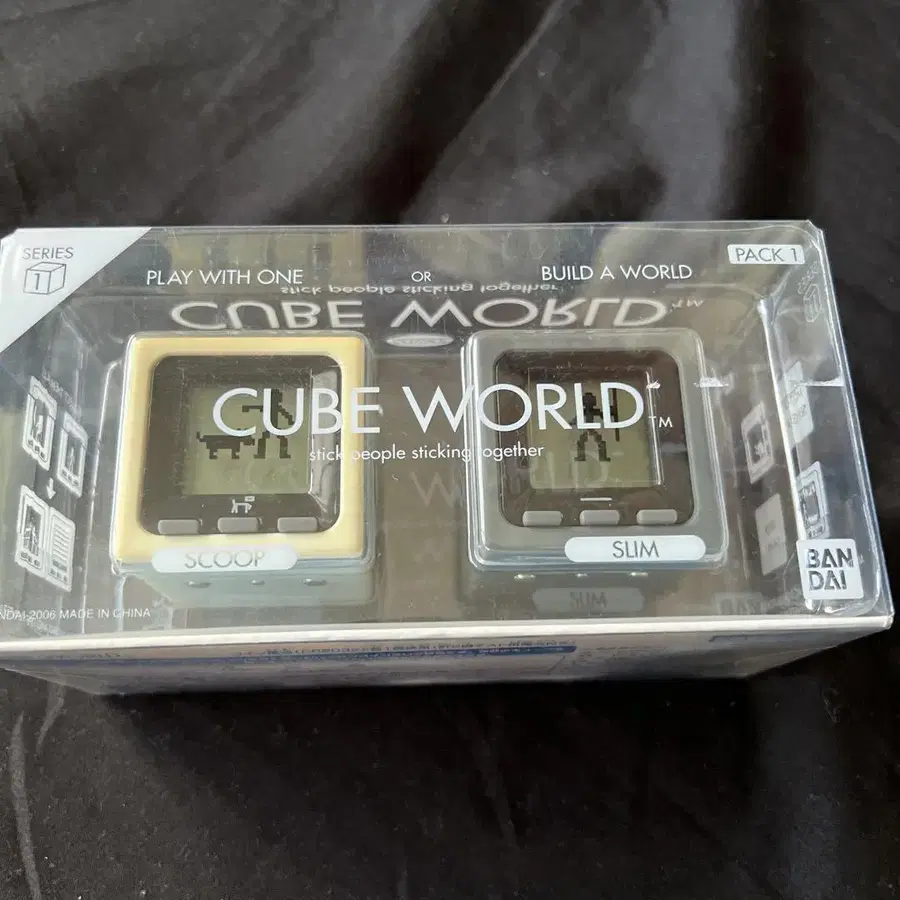 SERIES
1
PLAY WITH ONE OR BUILD A WORLD
PACK 1
stick people sticking together
CUBE WORLD™
CUBE WORLD™
stick people sticking together
SCOOP
SLIM
BAN
DAI
NDAI 2006 MADE IN CHINA
SLIM